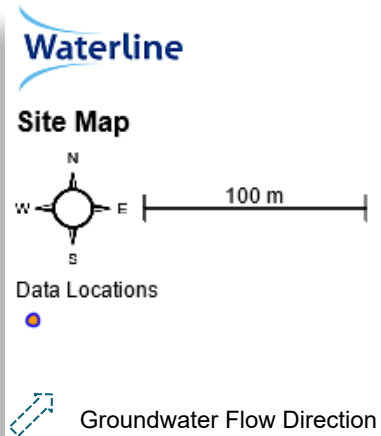 Waterline
Site Map
N
W E
S
100 m
Data Locations
Groundwater Flow Direction